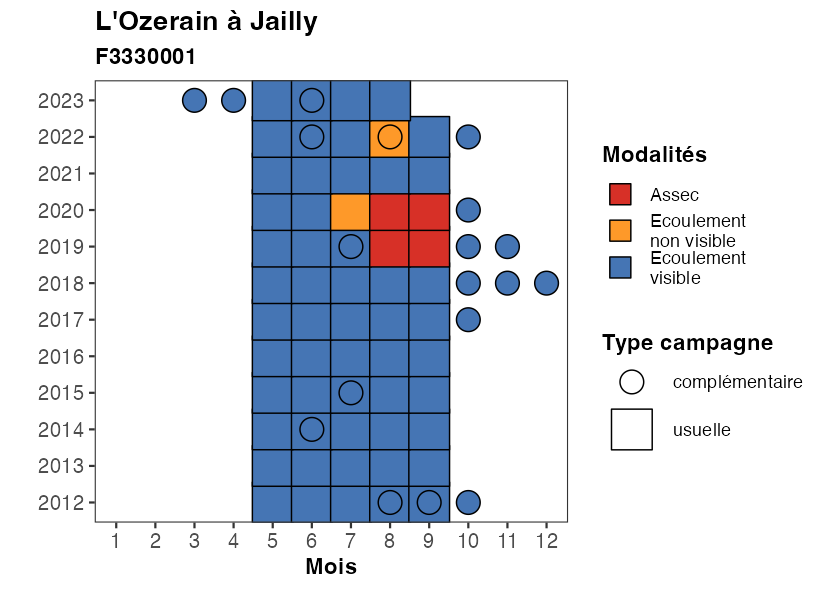 L'Ozerain à Jailly
F3330001
2023
2022
2021
2020
2019
2018
2017
2016
2015
2014
2013
2012
1 2 3 4 5 6 7 8 9 10 11 12
Mois
Modalités
Assec
Ecoulement
non visible
Ecoulement
visible
Type campagne
complémentaire
usuelle